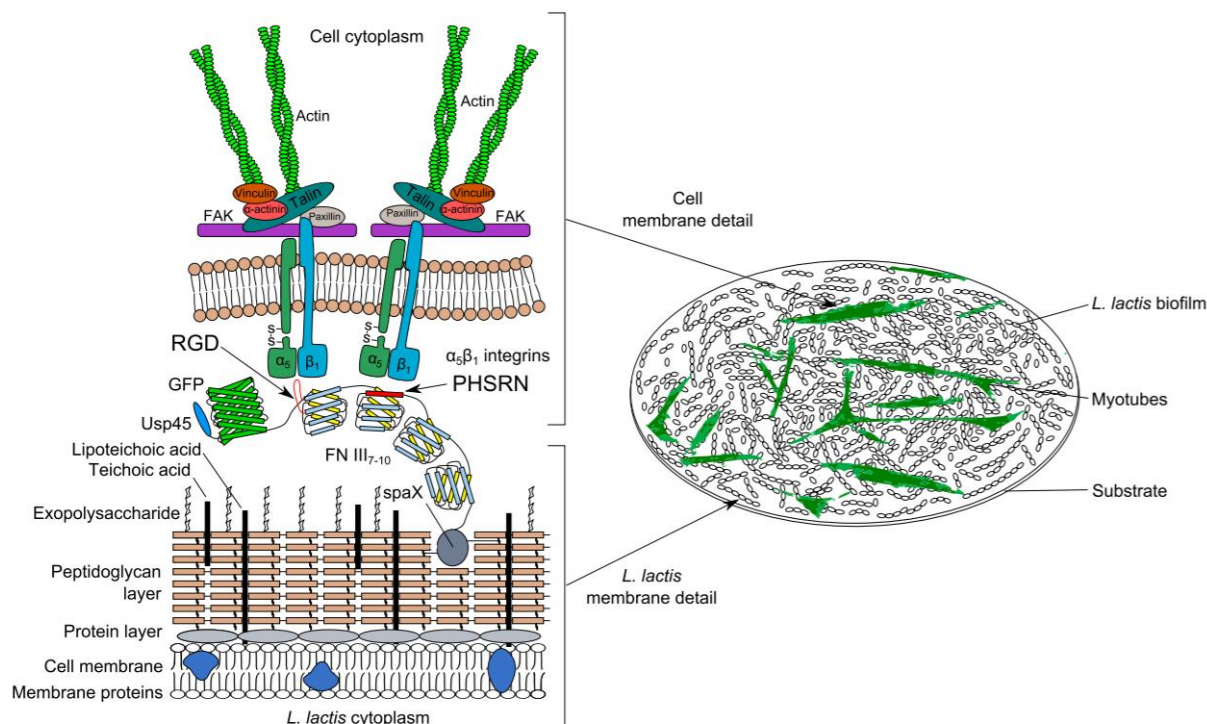 Cell cytoplasm
Actin
Actin
Vinculin
α-actinin
Talin
Paxillin
FAK
Vinculin
α-actinin
Talin
Paxillin
FAK
S
S
α5
β1
S
S
α5
β1
α5β1 integrins
RGD
PHSRN
GFP
Usp45
FN III7-10
Lipoteichoic acid
Teichoic acid
spaX
Exopolysaccharide
Peptidoglycan
layer
Protein layer
Cell membrane
Membrane proteins
L. lactis cytoplasm
Cell
membrane detail
L. lactis
membrane detail
L. lactis biofilm
Myotubes
Substrate